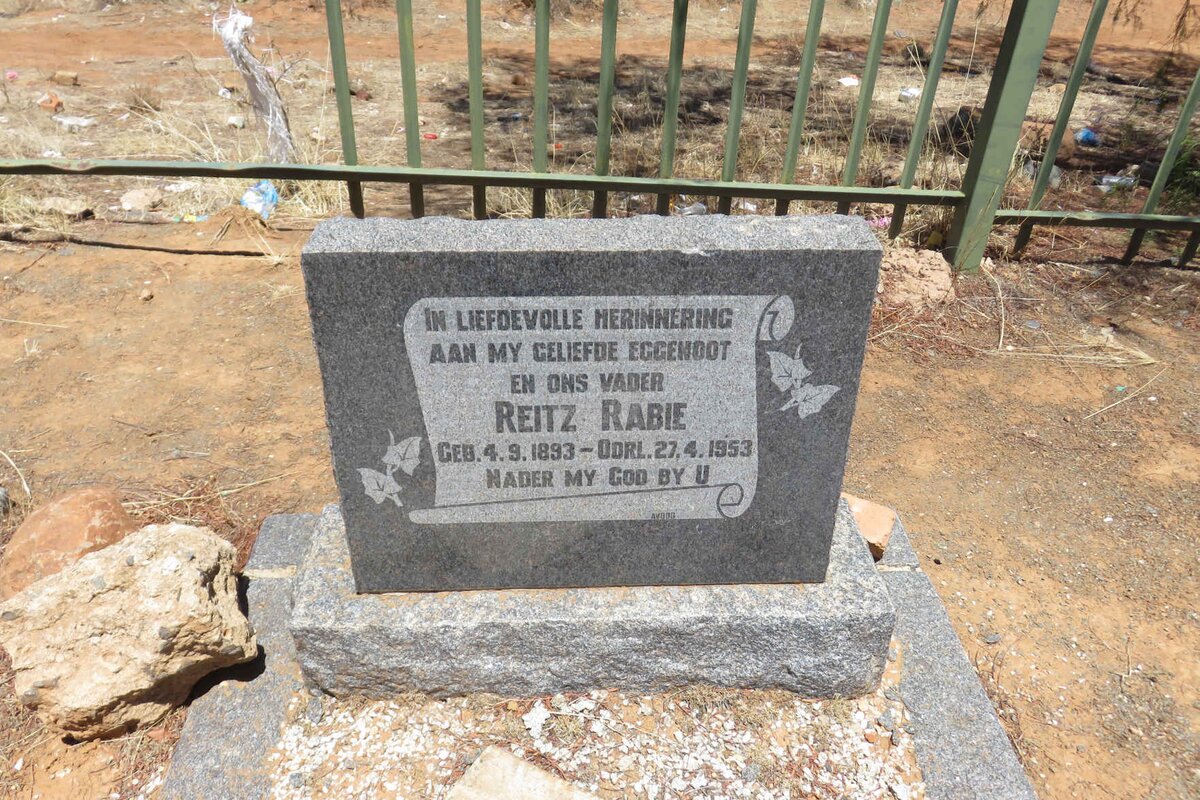 IN LIEFDEVOLLE HERINNERING
AAN MY GELIEFDE EGGENOOT
EN ONS VADER
REITZ RABIE
GEB. 4.9.1893 – ODRL. 27.4.1953
NADER MY GOD BY U